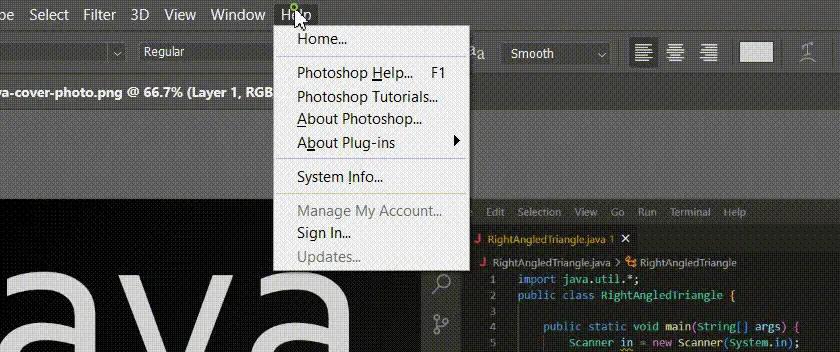 Select Filter 3D View Window Help
Regular
Smooth
va-cover-photo.png @ 66.7% (Layer 1, RGB
Home...
Photoshop Help... F1
Photoshop Tutorials...
About Photoshop...
About Plug-ins
System Info...
Manage My Account...
Sign In...
Updates...
ava
Edit Selection View Go Run Terminal Help
J RightAngledTriangle.java 1 ✕
J RightAngledTriangle.java > RightAngledTriangle
1 import java.util.*;
2 public class RightAngledTriangle {
3
4 public static void main(String[] args) {
5 Scanner in = new Scanner(System.in);